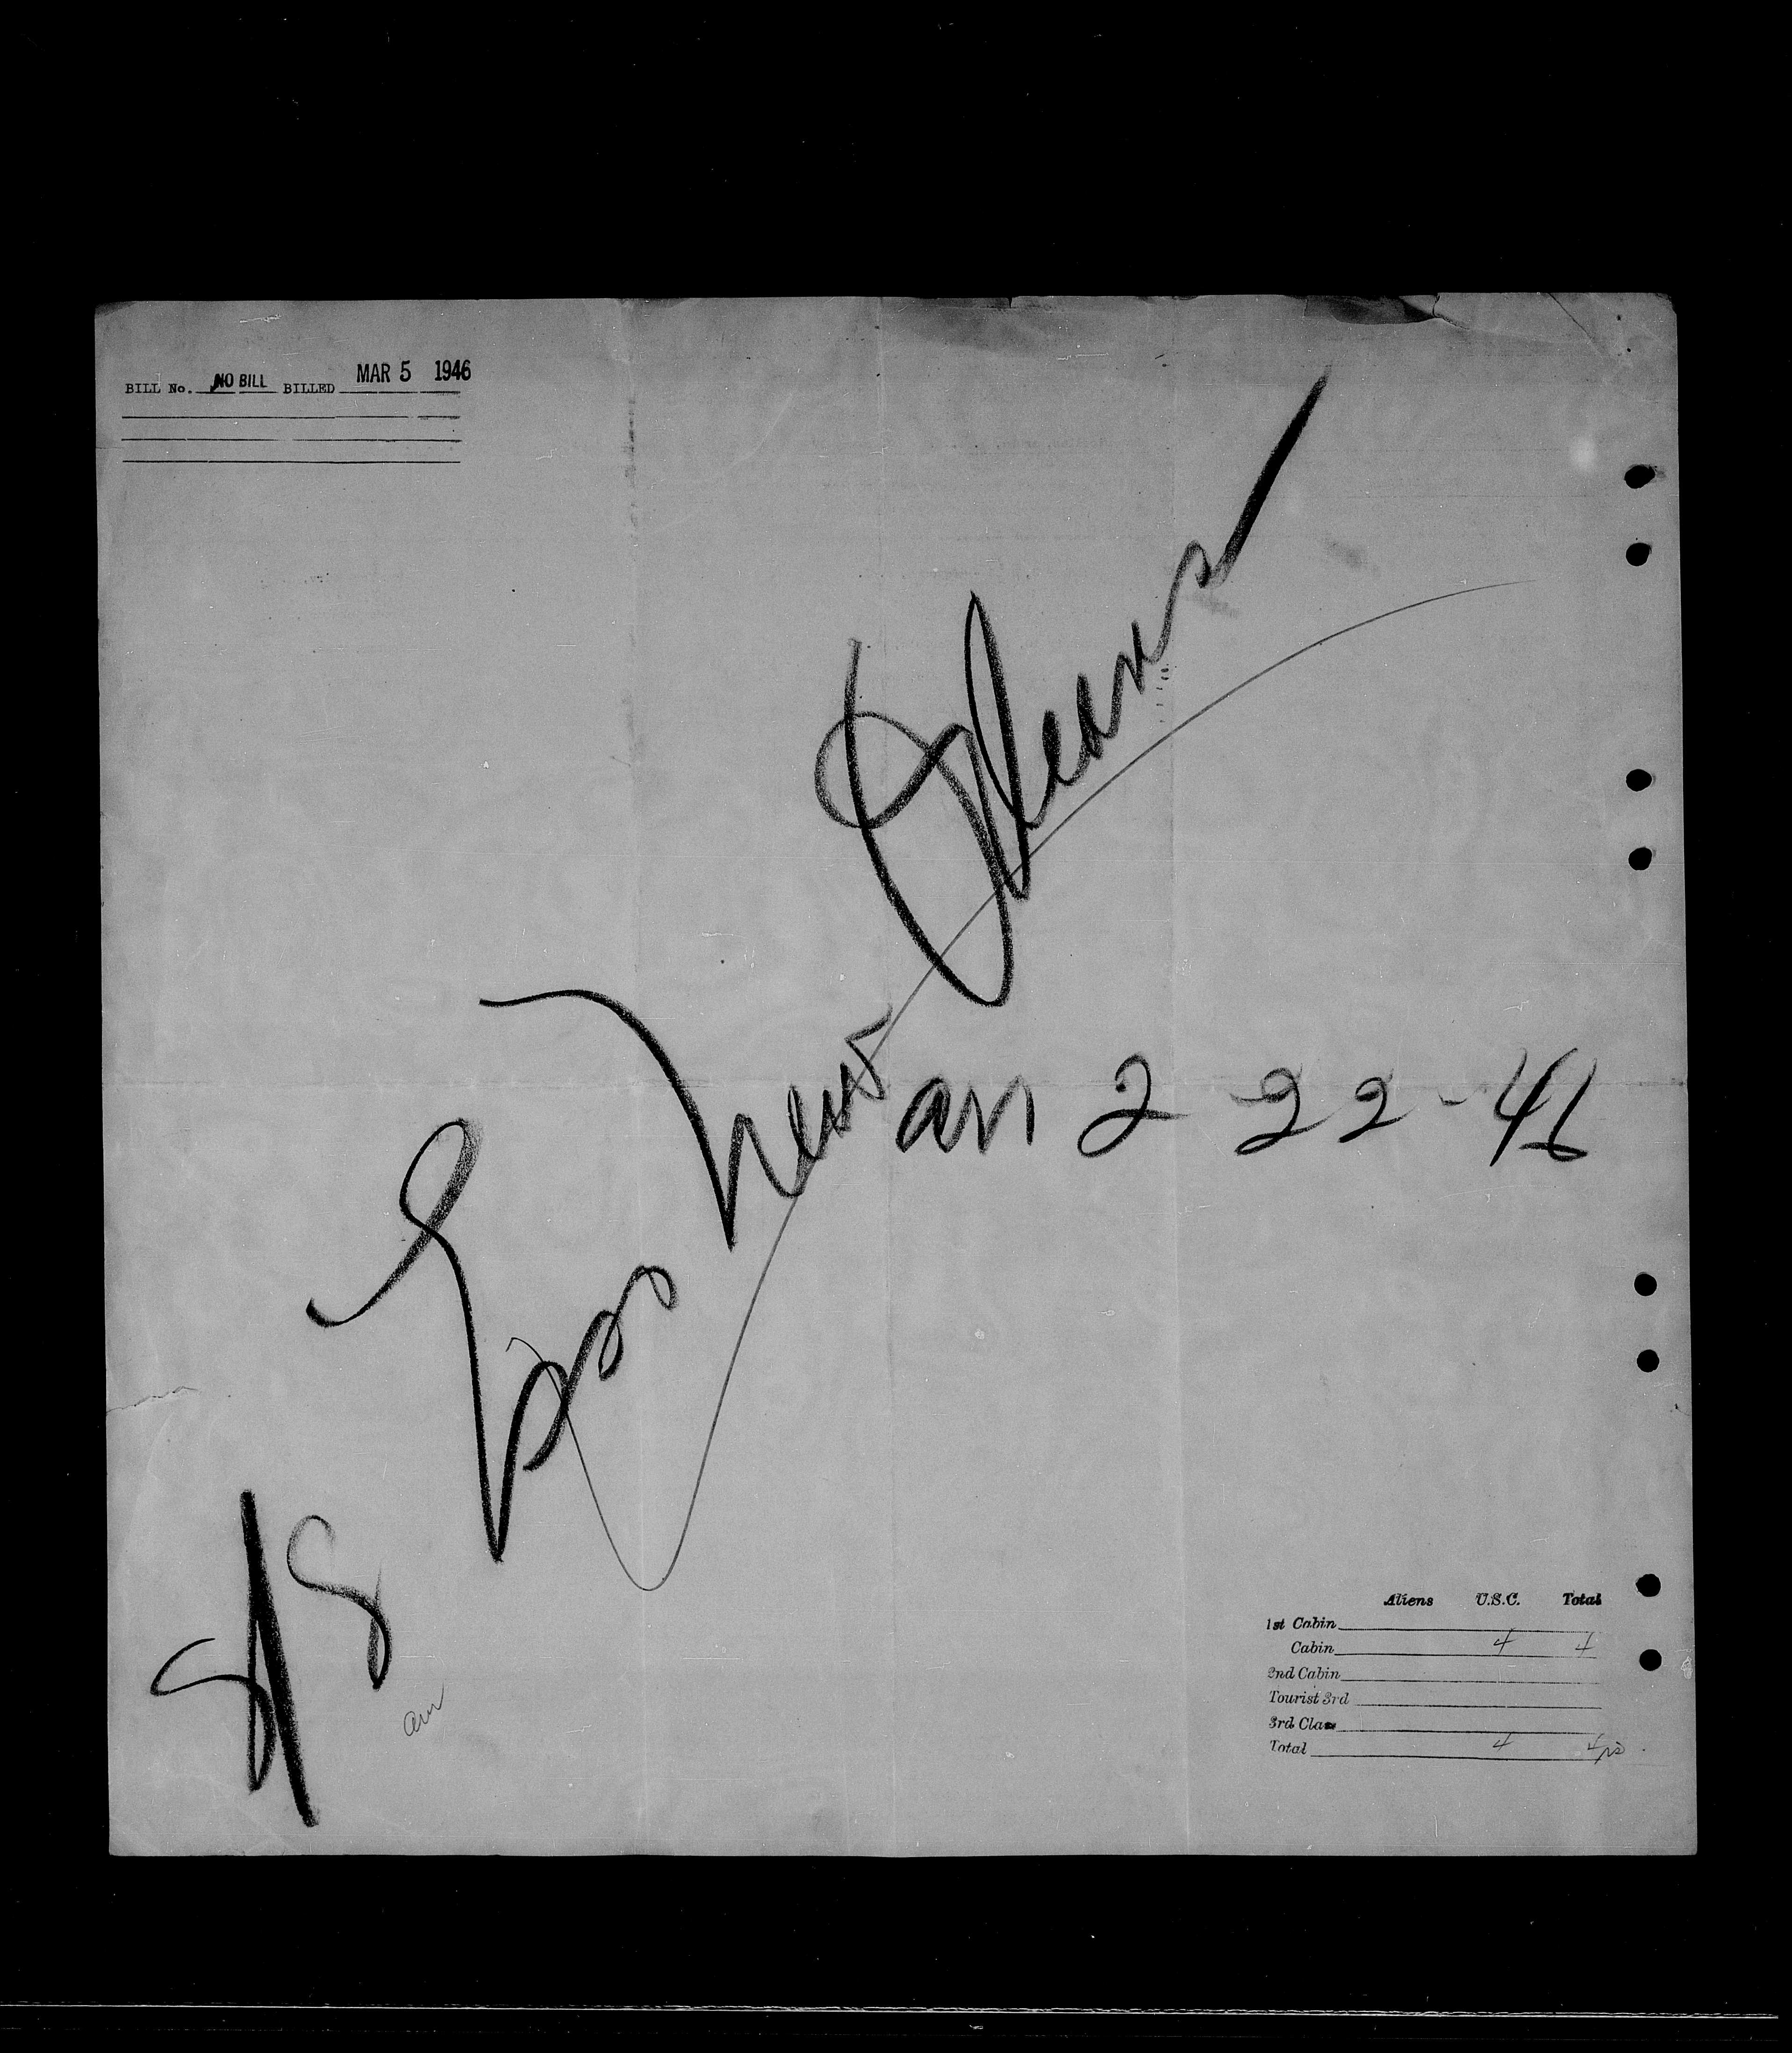 BILL No. NO BILL BILLED MAR 5 1946
S/S Esso New Orleans
arr 2-22-46
arr
Aliens U.S.C. Total
1st Cabin
Cabin 4 4
2nd Cabin
Tourist 3rd
3rd Class
Total 4 4